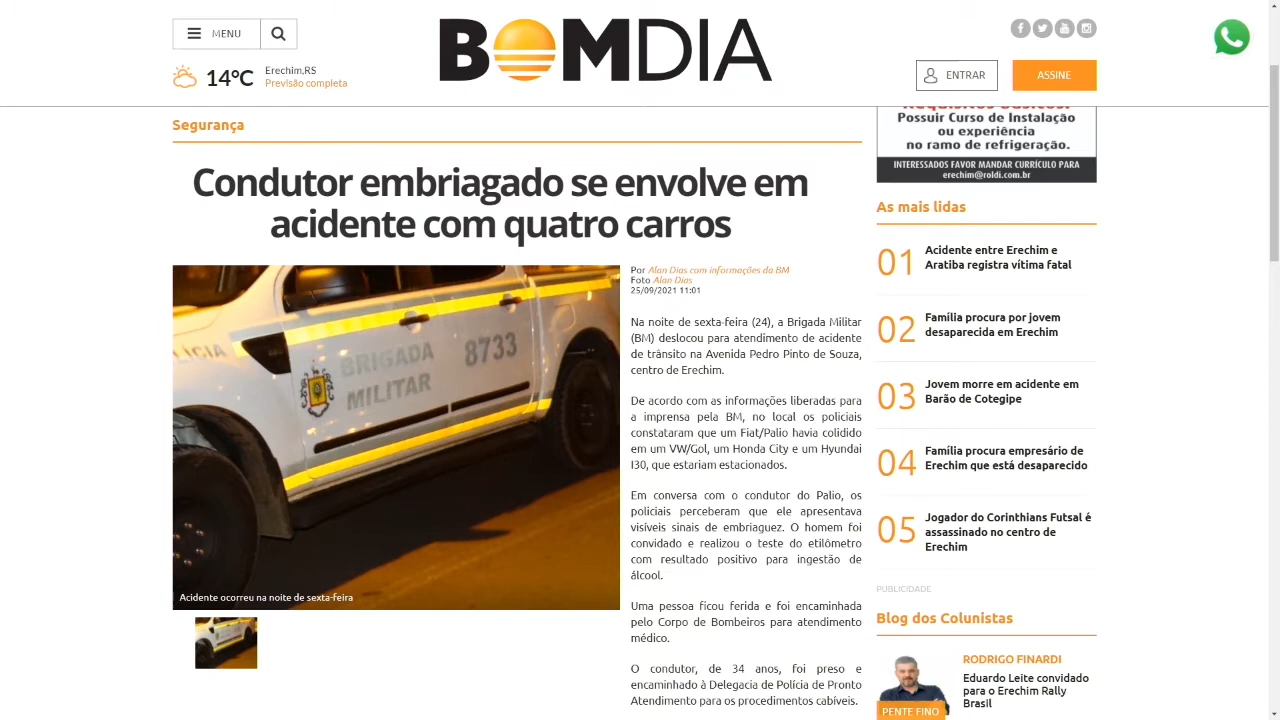 MENU
BOMDIA
14ºC
Erechim,RS
Previsão completa
ENTRAR
ASSINE
Segurança
Condutor embriagado se envolve em
acidente com quatro carros
LÍCIA
BRIGADA
MILITAR
8733
Acidente ocorreu na noite de sexta-feira
Por Alan Dias com informações da BM
Foto Alan Dias
25/09/2021 11:01
Na noite de sexta-feira (24), a Brigada Militar
(BM) deslocou para atendimento de acidente
de trânsito na Avenida Pedro Pinto de Souza,
centro de Erechim.
De acordo com as informações liberadas para
a imprensa pela BM, no local os policiais
constataram que um Fiat/Palio havia colidido
em um VW/Gol, um Honda City e um Hyundai
I30, que estariam estacionados.
Em conversa com o condutor do Palio, os
policiais perceberam que ele apresentava
visíveis sinais de embriaguez. O homem foi
convidado e realizou o teste do etilômetro
com resultado positivo para ingestão de
álcool.
Uma pessoa ficou ferida e foi encaminhada
pelo Corpo de Bombeiros para atendimento
médico.
O condutor, de 34 anos, foi preso e
encaminhado à Delegacia de Polícia de Pronto
Atendimento para os procedimentos cabíveis.
Requisitos básicos:
Possuir Curso de Instalação
ou experiência
no ramo de refrigeração.
INTERESSADOS FAVOR MANDAR CURRÍCULO PARA
erechim@roldi.com.br
As mais lidas
01 Acidente entre Erechim e
Aratiba registra vítima fatal
02 Família procura por jovem
desaparecida em Erechim
03 Jovem morre em acidente em
Barão de Cotegipe
04 Família procura empresário de
Erechim que está desaparecido
05 Jogador do Corinthians Futsal é
assassinado no centro de
Erechim
PUBLICIDADE
Blog dos Colunistas
RODRIGO FINARDI
Eduardo Leite convidado
para o Erechim Rally
Brasil
PENTE FINO